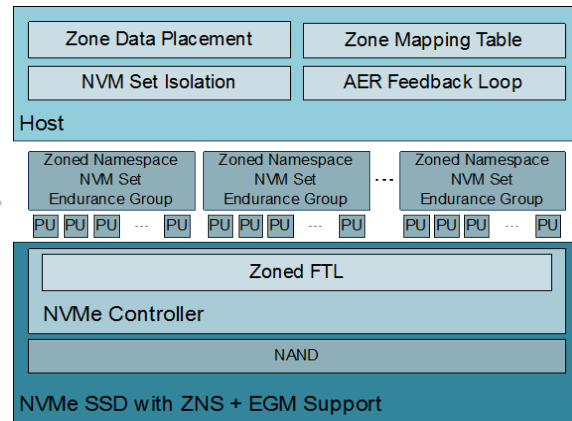 Zone Data Placement
Zone Mapping Table
NVM Set Isolation
AER Feedback Loop
Host
Zoned Namespace
NVM Set
Endurance Group
Zoned Namespace
NVM Set
Endurance Group
...
Zoned Namespace
NVM Set
Endurance Group
PU PU PU ... PU
PU PU PU ... PU
PU PU PU ... PU
Zoned FTL
NVMe Controller
NAND
NVMe SSD with ZNS + EGM Support